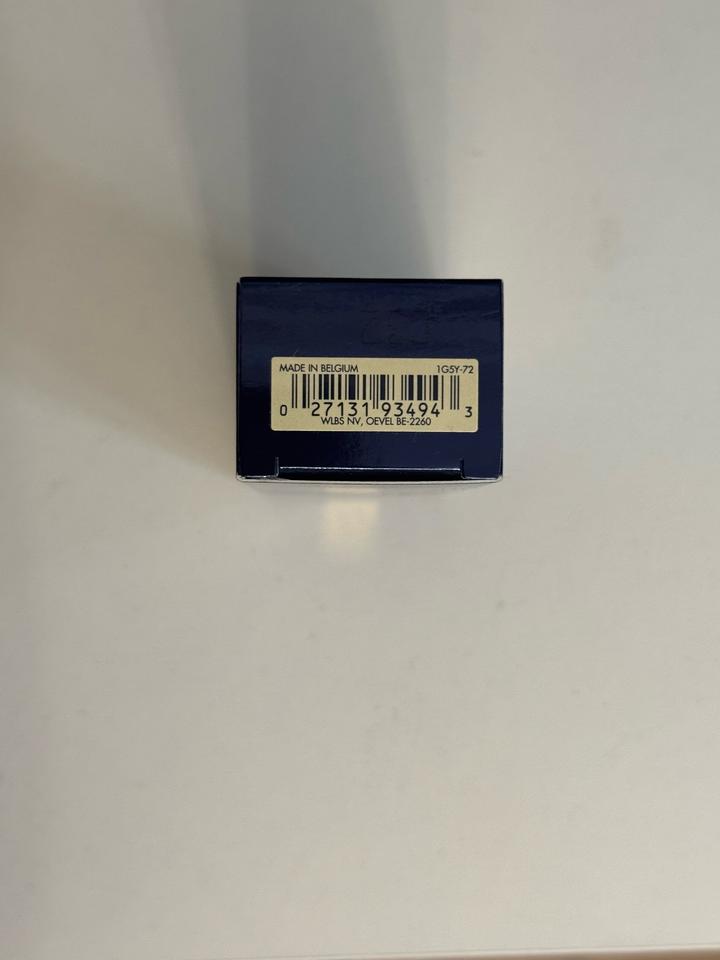 MADE IN BELGIUM 1G5Y-72
0 27131 93494 3
WLBS NV, OEVEL BE-2260